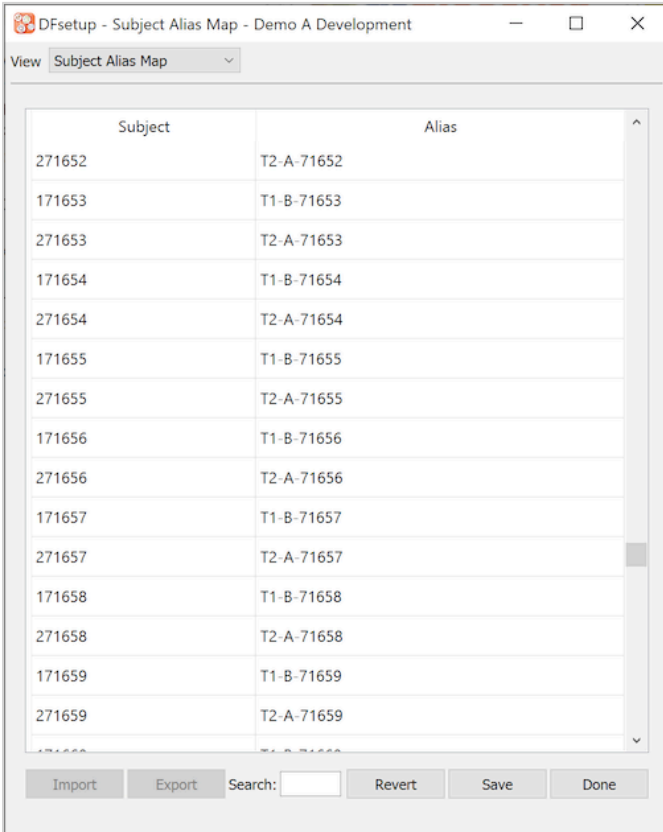 DFsetup - Subject Alias Map - Demo A Development
View Subject Alias Map
Subject Alias
271652 T2-A-71652
171653 T1-B-71653
271653 T2-A-71653
171654 T1-B-71654
271654 T2-A-71654
171655 T1-B-71655
271655 T2-A-71655
171656 T1-B-71656
271656 T2-A-71656
171657 T1-B-71657
271657 T2-A-71657
171658 T1-B-71658
271658 T2-A-71658
171659 T1-B-71659
271659 T2-A-71659
Import Export Search: Revert Save Done